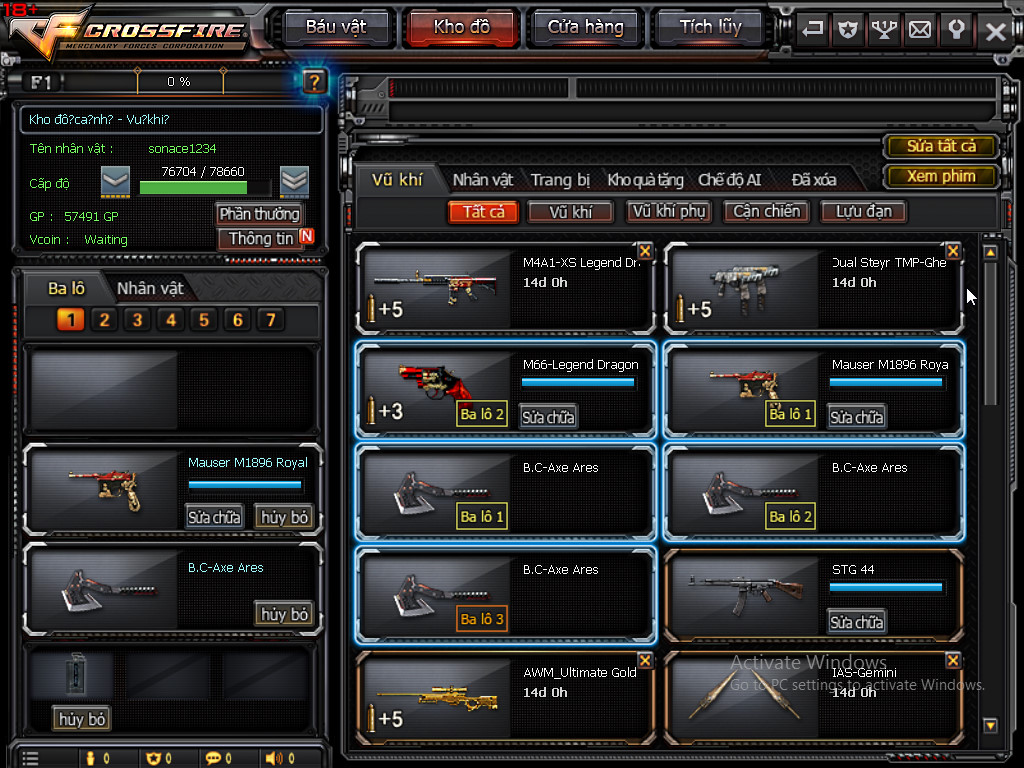 18+
CROSSFIRE
MERCENARY FORCES CORPORATION
Báu vật
Kho đồ
Cửa hàng
Tích lũy
F1
0 %
?
Kho đồ?ca?nh? - Vu?khi?
Tên nhân vật : sonace1234
Cấp độ
76704 / 78660
GP : 57491 GP
Phần thưởng
Vcoin : Waiting
Thông tin N
Ba lô
Nhân vật
1 2 3 4 5 6 7
Mauser M1896 Royal
Sửa chữa
hủy bỏ
B.C-Axe Ares
hủy bỏ
hủy bỏ
0 0 0 0
Sửa tất cả
Xem phim
Vũ khí
Nhân vật
Trang bị
Kho quà tặng
Chế độ AI
Đã xóa
Tất cả
Vũ khí
Vũ khí phụ
Cận chiến
Lựu đạn
M4A1-XS Legend Dr.
14d 0h
+5
Dual Steyr TMP-Ghe
14d 0h
+5
M66-Legend Dragon
+3
Ba lô 2
Sửa chữa
Mauser M1896 Roya
Ba lô 1
Sửa chữa
B.C-Axe Ares
Ba lô 1
B.C-Axe Ares
Ba lô 2
B.C-Axe Ares
Ba lô 3
STG 44
Sửa chữa
AWM_Ultimate Gold
14d 0h
+5
IAS-Gemini
14d 0h
Activate Windows
Go to PC settings to activate Windows.